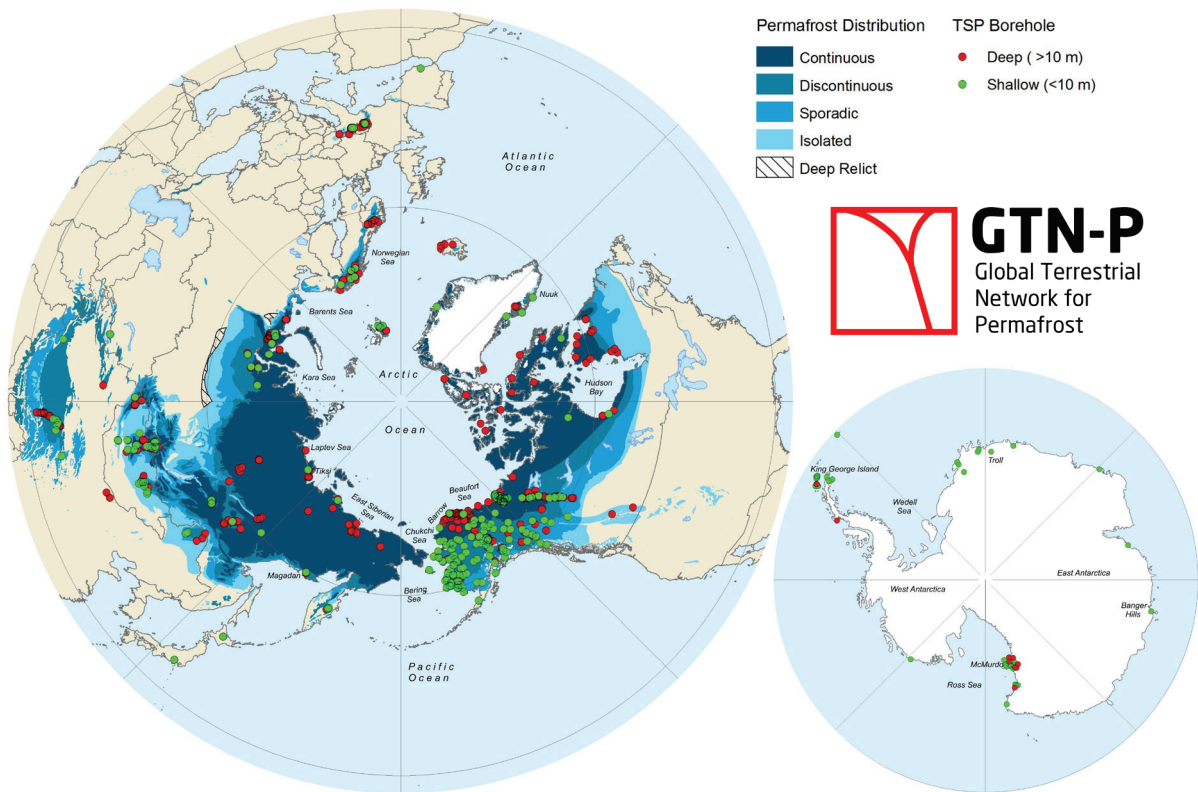 Permafrost Distribution
Continuous
Discontinuous
Sporadic
Isolated
Deep Relict
TSP Borehole
Deep ( >10 m)
Shallow (<10 m)
GTN-P
Global Terrestrial
Network for
Permafrost
Atlantic
Ocean
Norwegian
Sea
Nuuk
Barents Sea
Kara Sea
Arctic
Ocean
Hudson
Bay
Laptev Sea
Tiksi
Beaufort
Sea
East Siberian
Sea
Barrow
Chukchi
Sea
Magadan
Bering
Sea
Pacific
Ocean
King George Island
Troll
Wedell
Sea
East Antarctica
West Antarctica
Banger
Hills
McMurdo
Ross Sea